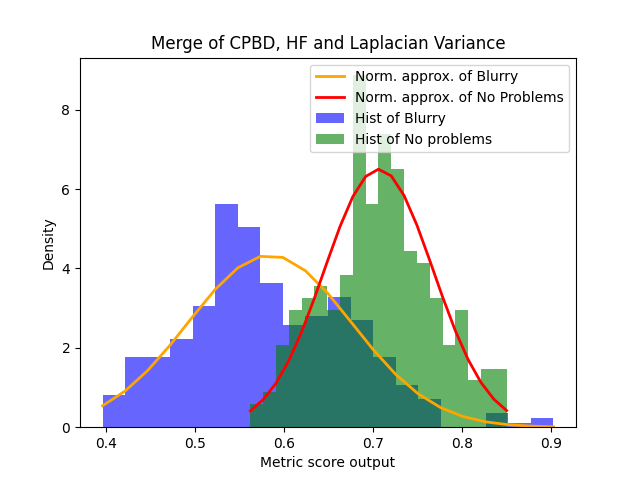 Merge of CPBD, HF and Laplacian Variance
Norm. approx. of Blurry
Norm. approx. of No Problems
Hist of Blurry
Hist of No problems
Density
8
6
4
2
0
0.4 0.5 0.6 0.7 0.8 0.9
Metric score output